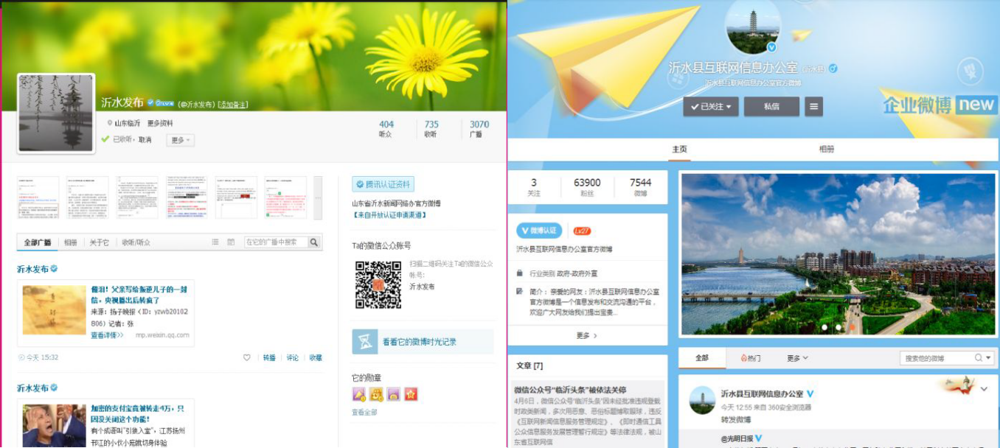 沂水发布 (@沂水发布) [添加备注]
山东临沂 更多资料
已收听，取消 更多
404 735 3070
听众 收听 广播
全部广播 相册 关于它 收听/听众 在它的广播中搜索
沂水发布
催泪！父亲写给叛逆儿子的一封
信，央视播出后转疯了
来源：扬子晚报（ID：yzwb20102
806）记者：张
查看详情>> mp.weixin.qq.com
今天 15:32 转播 评论 收藏
沂水发布
加密的支付宝竟被转走4万，只
因没关闭这个功能！
有个成语叫"引狼入室"，江苏扬州
邗江的小伙小庞就切身体验
腾讯认证资料
山东省沂水新闻网络办官方微博
【来自开放认证申请渠道】
Ta的微信公众账号
扫描二维码关注Ta的微信公众
帐号：
沂水发布
看看它的微博时光记录
它的勋章
查看全部
沂水县互联网信息办公室
沂水县互联网信息办公室官方微博
已关注 私信
企业微博 new
主页 相册
3 63900 7544
关注 粉丝 微博
微博认证 Lv27
沂水县互联网信息办公室官方微博
行业类别 政府-政府外宣
简介： 亲爱的网友：沂水县互联网信息办公室
官方微博是一个信息发布和交流沟通的平台，
欢迎广大网友给我们提出宝贵...
更多 >
文章 [7]
微信公众号“临沂头条”被依法关停
4月6日，微信公众号“临沂头条”因未经批准违规登载
时政类新闻，多次用恶意、恶俗标题博取眼球，违反
《互联网新闻信息服务管理规定》、《即时通信工具
公众信息服务发展管理暂行规定》等法律法规，被山
东省互联网信
全部 热门 更多 搜索他的微博
沂水县互联网信息办公室
今天 12:55 来自 360安全浏览器
转发微博
@光明日报